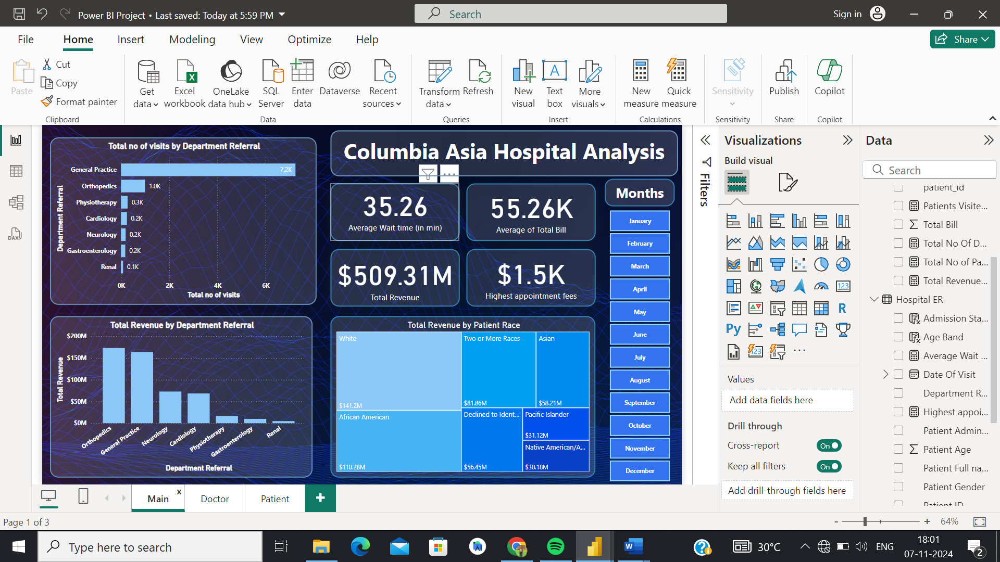 Power BI Project • Last saved: Today at 5:59 PM
Search
Sign in
File
Home
Insert
Modeling
View
Optimize
Help
Share
Paste
Cut
Copy
Format painter
Clipboard
Get
data
Excel
workbook
OneLake
data hub
SQL
Server
Enter
data
Dataverse
Recent
sources
Data
Transform
data
Refresh
Queries
New
visual
Text
box
More
visuals
Insert
New
measure
Quick
measure
Calculations
Sensitivity
Sensitivity
Publish
Share
Copilot
Copilot
DAX
Total no of visits by Department Referral
Department Referral
General Practice 7.2K
Orthopedics 1.0K
Physiotherapy 0.3K
Cardiology 0.2K
Neurology 0.2K
Gastroenterology 0.2K
Renal 0.1K
0K 2K 4K 6K
Total no of visits
Columbia Asia Hospital Analysis
35.26
Average Wait time (in min)
55.26K
Average of Total Bill
$509.31M
Total Revenue
$1.5K
Highest appointment fees
Months
January
February
March
April
May
June
July
August
September
October
November
December
Total Revenue by Department Referral
Total Revenue
$200M
$150M
$100M
$50M
$0M
Orthopedics
General Practice
Neurology
Cardiology
Physiotherapy
Gastroenterology
Renal
Department Referral
Total Revenue by Patient Race
White
$141.2M
African American
$110.28M
Two or More Races
$81.86M
Asian
$58.21M
Declined to Ident...
$56.45M
Pacific Islander
$31.12M
Native American/A...
$30.18M
Filters
Visualizations
Build visual
123
R
Py
123
Values
Add data fields here
Drill through
Cross-report
On
Keep all filters
On
Add drill-through fields here
Data
Search
patient_id
Patients Visite...
Total Bill
Total No Of D...
Total No of Pa...
Total Revenue...
Hospital ER
Admission Sta...
Age Band
Average Wait ...
Date Of Visit
Department R...
Highest appoi...
Patient Admin...
Patient Age
Patient Full na...
Patient Gender
Patient ID
Main x
Doctor
Patient
+
Page 1 of 3
- + 64%
Type here to search
30°C
ENG
18:01
07-11-2024
2